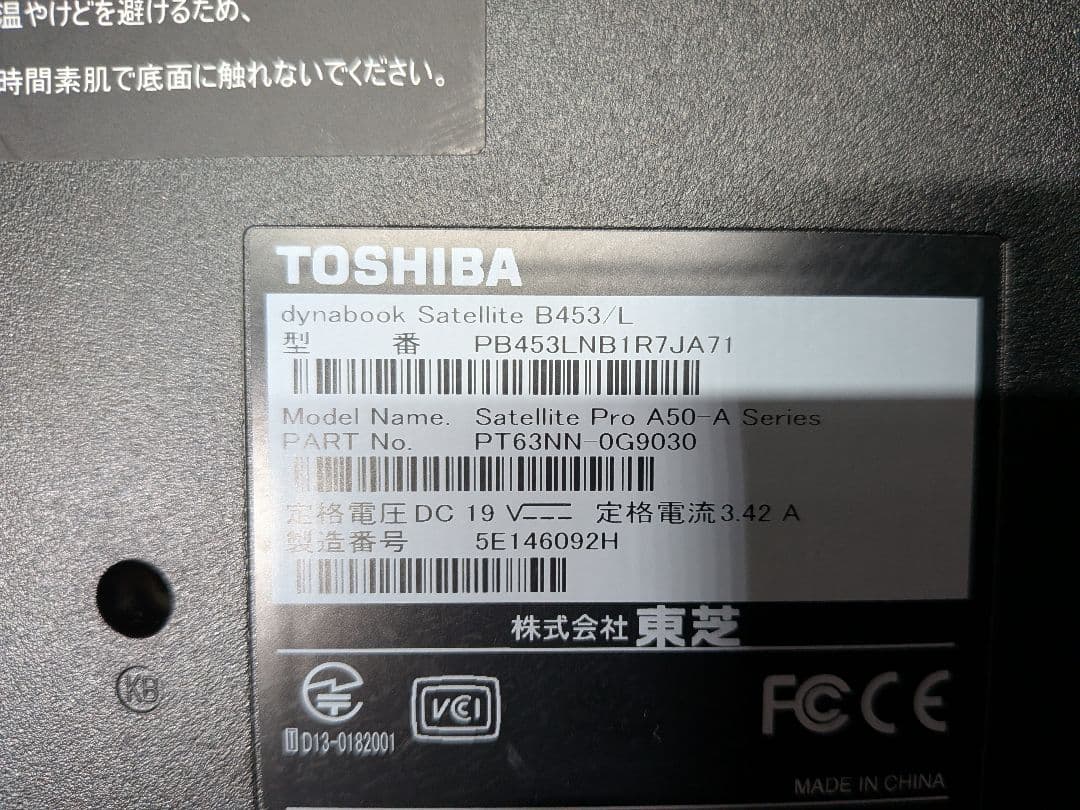 温やけどを避けるため、
時間素肌で底面に触れないでください。
TOSHIBA
dynabook Satellite B453/L
型 番 PB453LNB1R7JA71
Model Name. Satellite Pro A50-A Series
PART No. PT63NN-0G9030
定格電圧 DC 19 V 定格電流 3.42 A
製造番号 5E146092H
株式会社 東芝
KB
T D13-0182001
VCI
FC CE
MADE IN CHINA